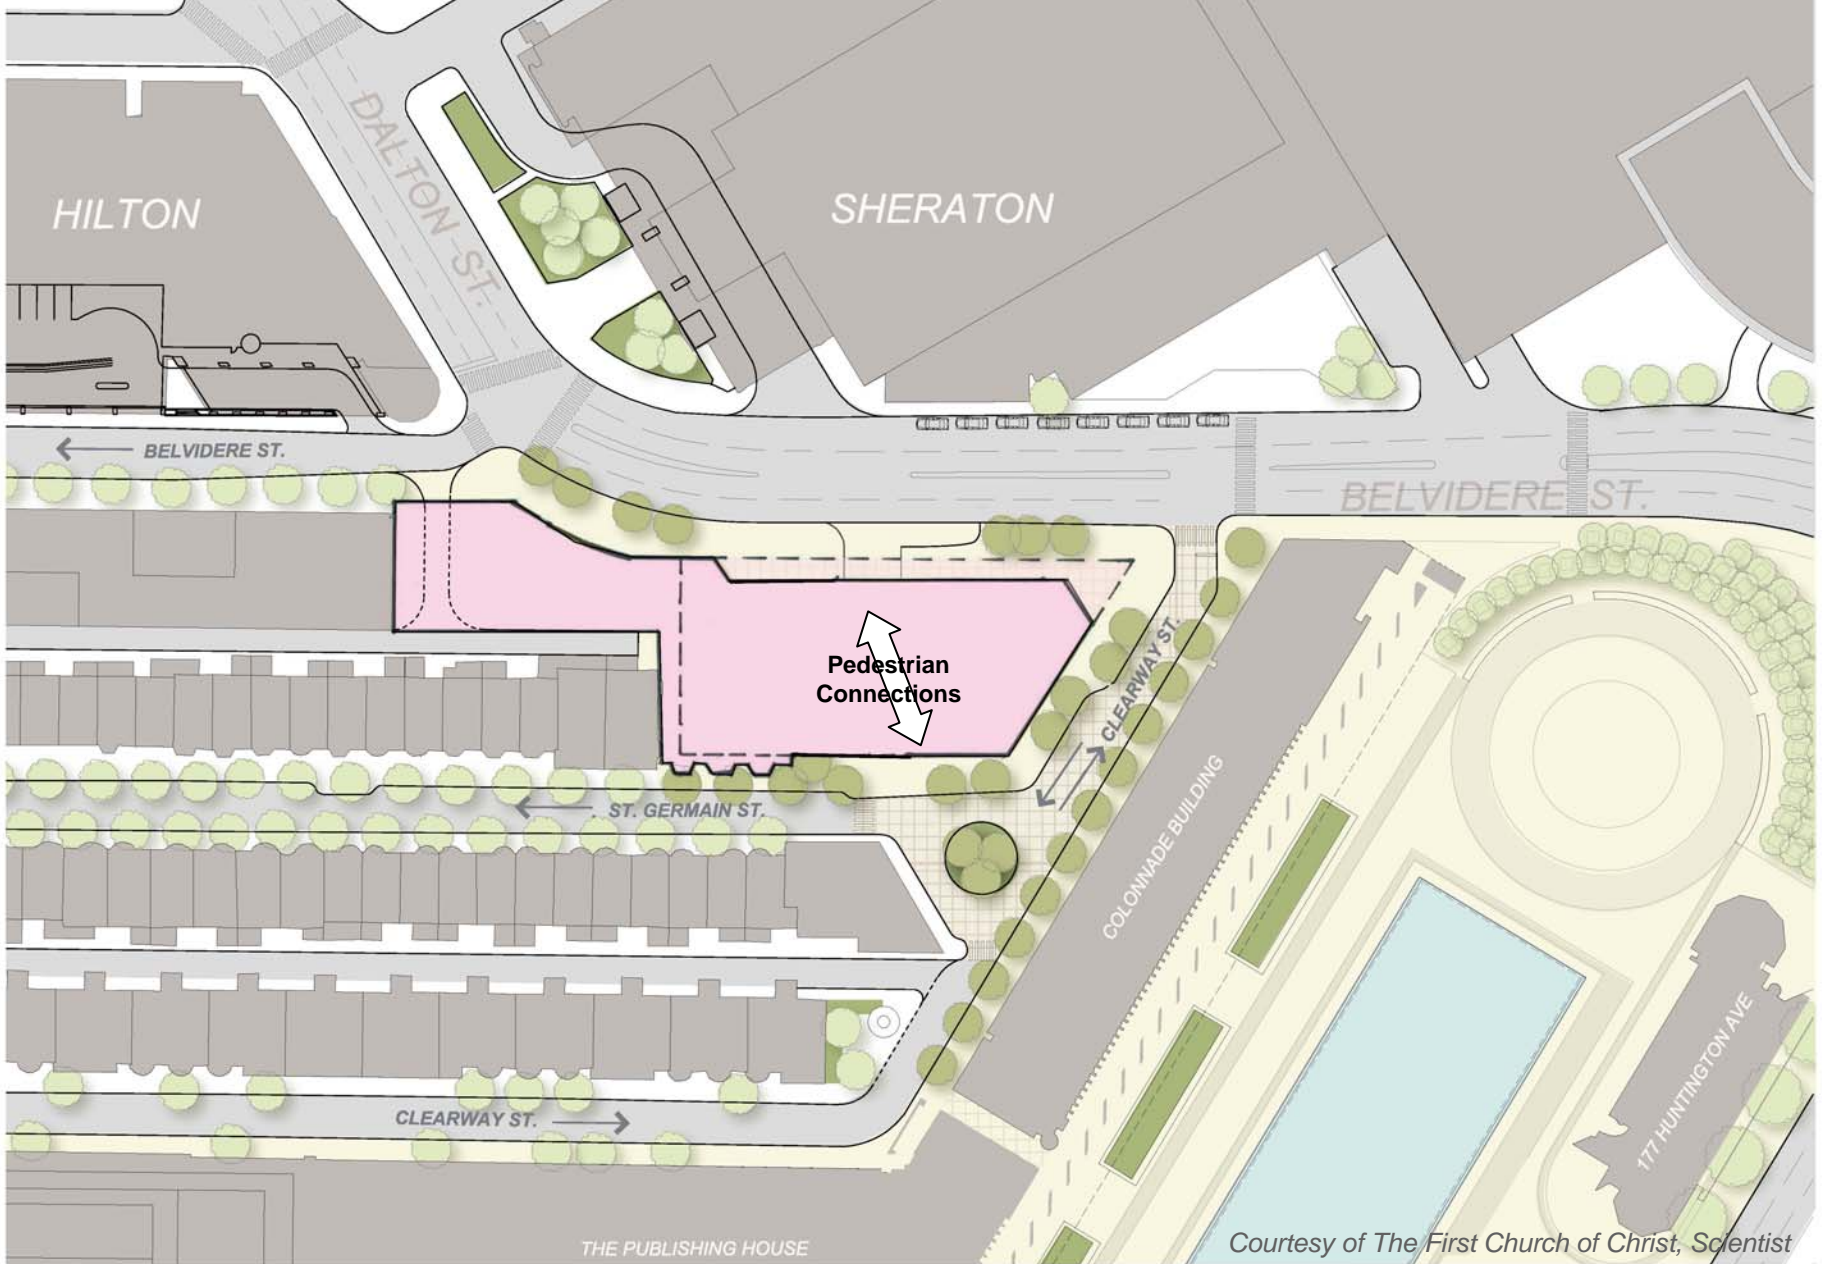 DALTON ST.
HILTON
SHERATON
BELVIDERE ST.
BELVIDERE ST.
Pedestrian
Connections
CLEARWAY ST.
ST. GERMAIN ST.
COLONNADE BUILDING
177 HUNTINGTON AVE
CLEARWAY ST.
THE PUBLISHING HOUSE
Courtesy of The First Church of Christ, Scientist